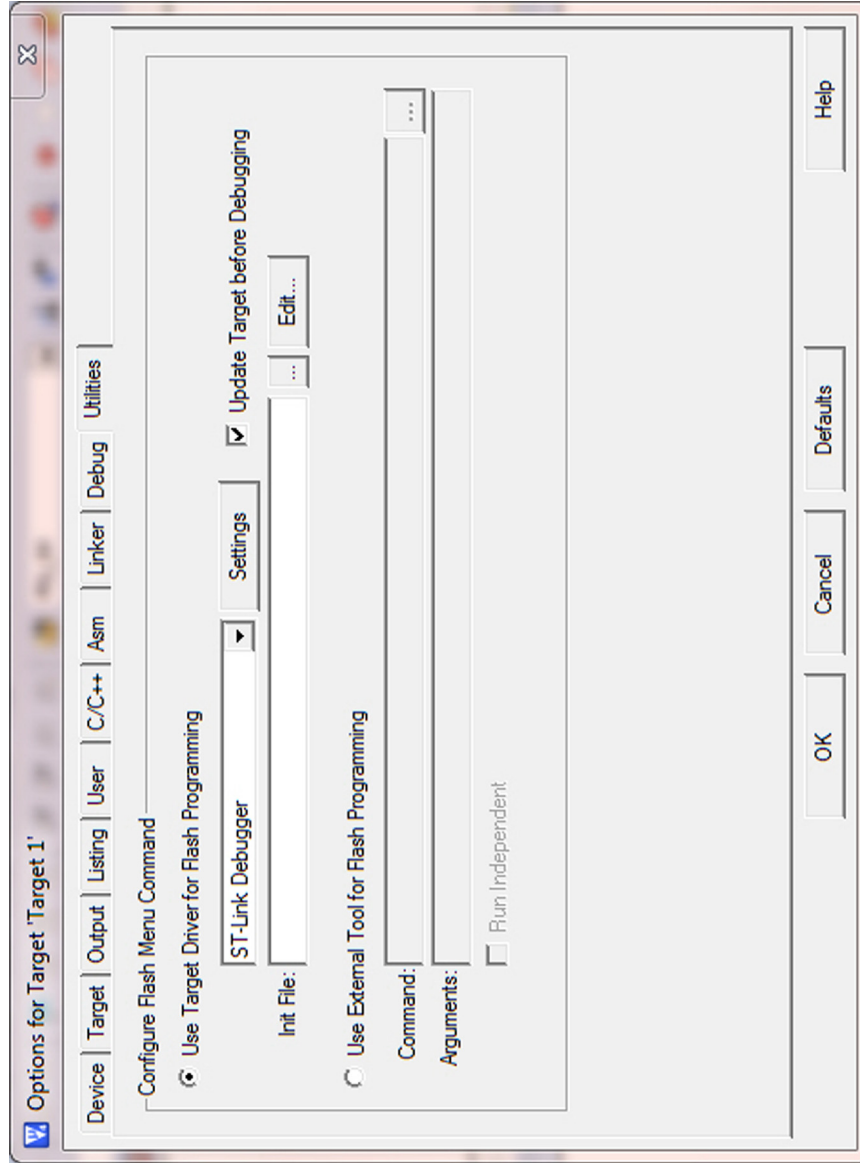 Options for Target 'Target 1'
Device Target Output Listing User C/C++ Asm Linker Debug Utilities
Configure Flash Menu Command
Use Target Driver for Flash Programming
ST-Link Debugger Settings Update Target before Debugging
Init File: ... Edit...
Use External Tool for Flash Programming
Command: ...
Arguments:
Run Independent
OK Cancel Defaults Help